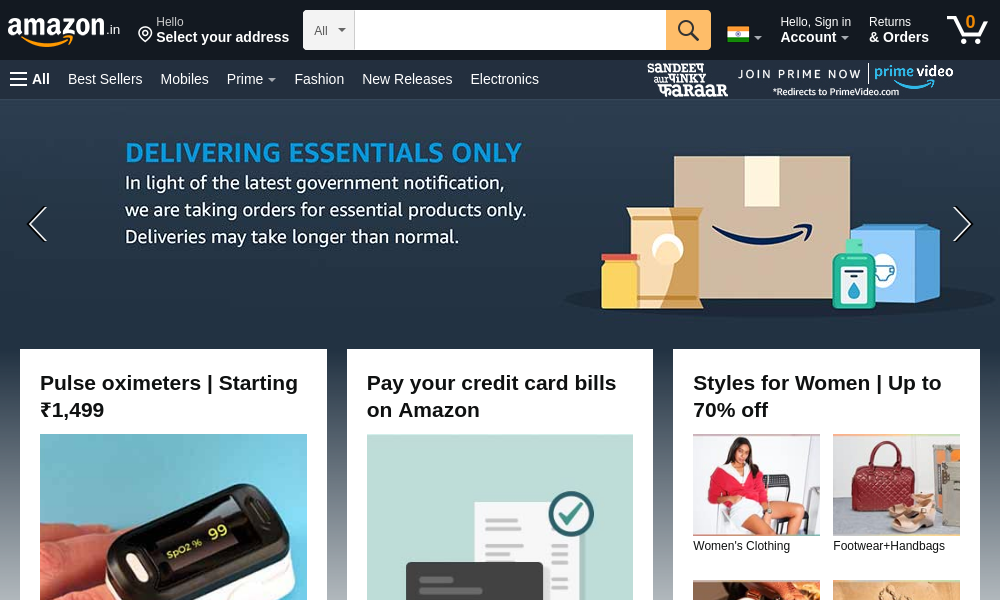 amazon.in
Hello
Select your address
All
Hello, Sign in
Account
Returns
& Orders
0
All
Best Sellers
Mobiles
Prime
Fashion
New Releases
Electronics
SANDEEP
aur PINKY
FARAAR
JOIN PRIME NOW
prime video
*Redirects to PrimeVideo.com
DELIVERING ESSENTIALS ONLY
In light of the latest government notification,
we are taking orders for essential products only.
Deliveries may take longer than normal.
Pulse oximeters | Starting
₹1,499
SpO2 % 99
Pay your credit card bills
on Amazon
Styles for Women | Up to
70% off
Women's Clothing
Footwear+Handbags